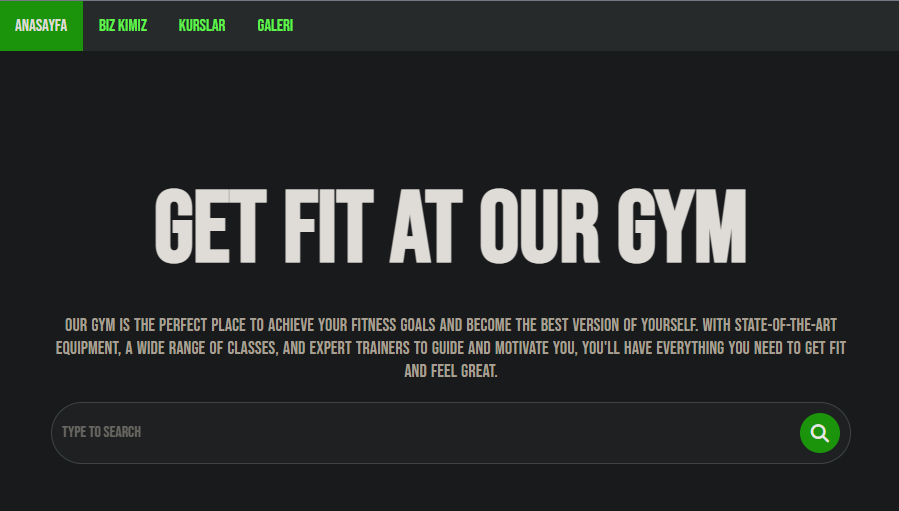 ANASAYFA BIZ KIMIZ KURSLAR GALERI
GET FIT AT OUR GYM
OUR GYM IS THE PERFECT PLACE TO ACHIEVE YOUR FITNESS GOALS AND BECOME THE BEST VERSION OF YOURSELF. WITH STATE-OF-THE-ART
EQUIPMENT, A WIDE RANGE OF CLASSES, AND EXPERT TRAINERS TO GUIDE AND MOTIVATE YOU, YOU'LL HAVE EVERYTHING YOU NEED TO GET FIT
AND FEEL GREAT.
TYPE TO SEARCH